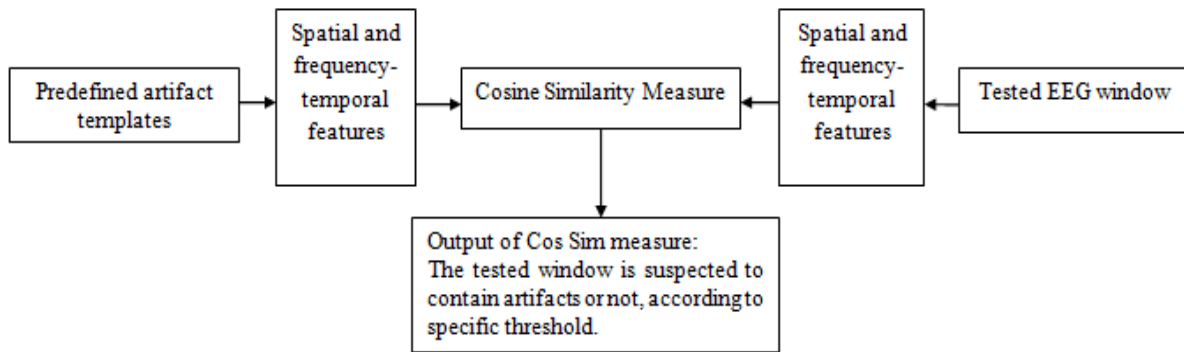 Predefined artifact
templates
Spatial and
frequency-
temporal
features
Cosine Similarity Measure
Spatial and
frequency-
temporal
features
Tested EEG window
Output of Cos Sim measure:
The tested window is suspected to
contain artifacts or not, according to
specific threshold.